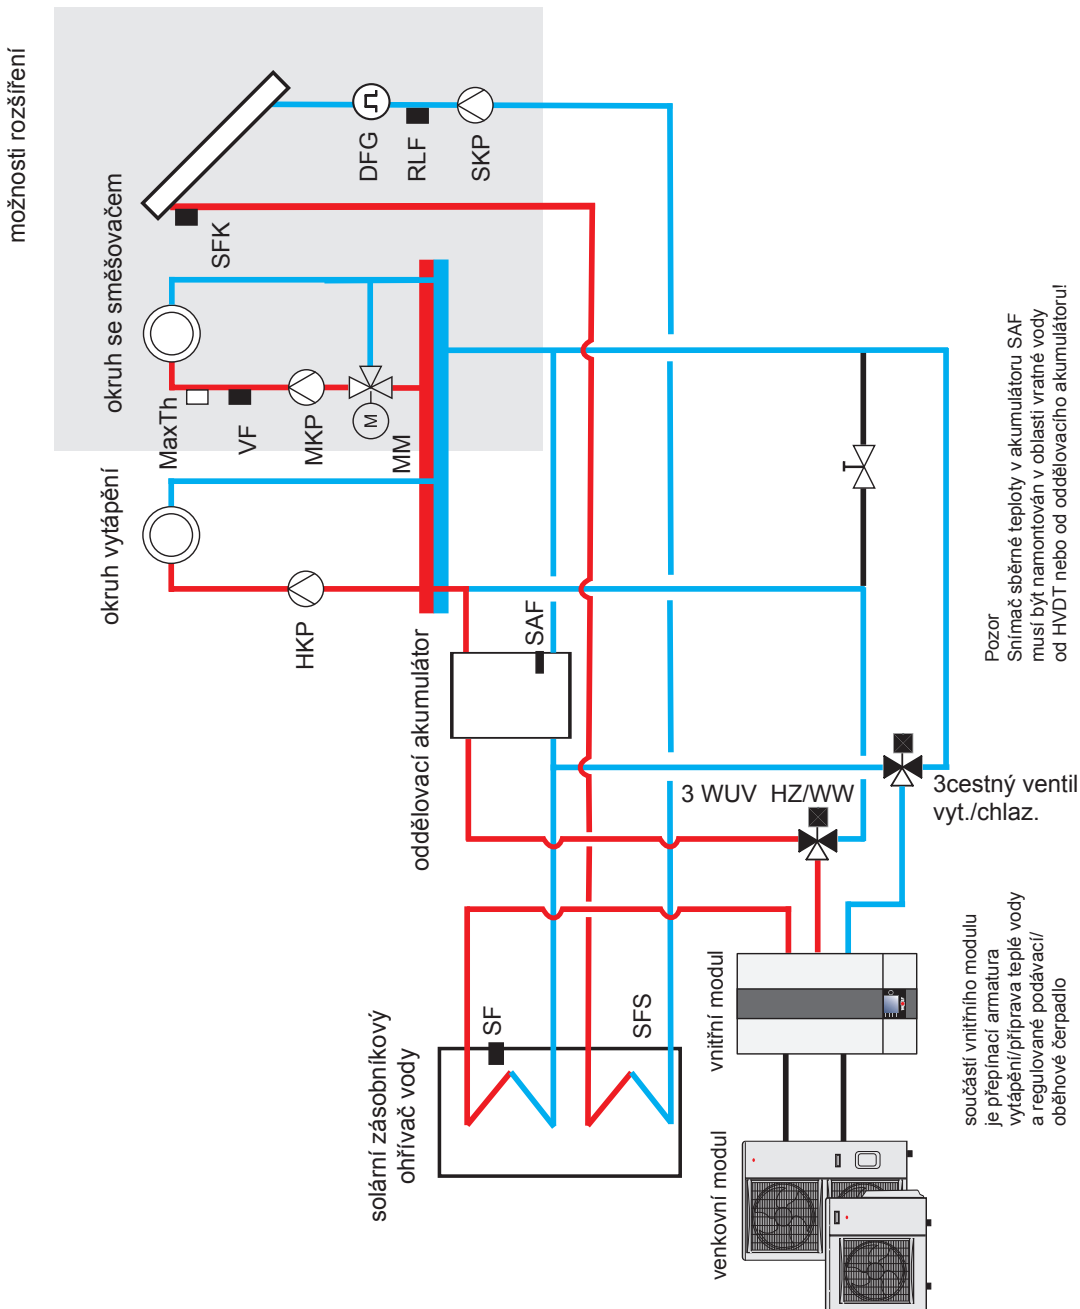 možnosti rozšíření
okruh se směšovačem
okruh vytápění
SFK
DFG
RLF
SKP
MaxTh
VF
MKP
MM
M
HKP
oddělovací akumulátor
SAF
Pozor
Snímač sběrné teploty v akumulátoru SAF
musí být namontován v oblasti vratné vody
od HVDT nebo od oddělovacího akumulátoru!
3 WUV HZ/WW
3cestný ventil
vyt./chlaz.
solární zásobníkový
ohřívač vody
SF
SFS
vnitřní modul
venkovní modul
součástí vnitřního modulu
je přepínací armatura
vytápění/příprava teplé vody
a regulované podávací/
oběhové čerpadlo